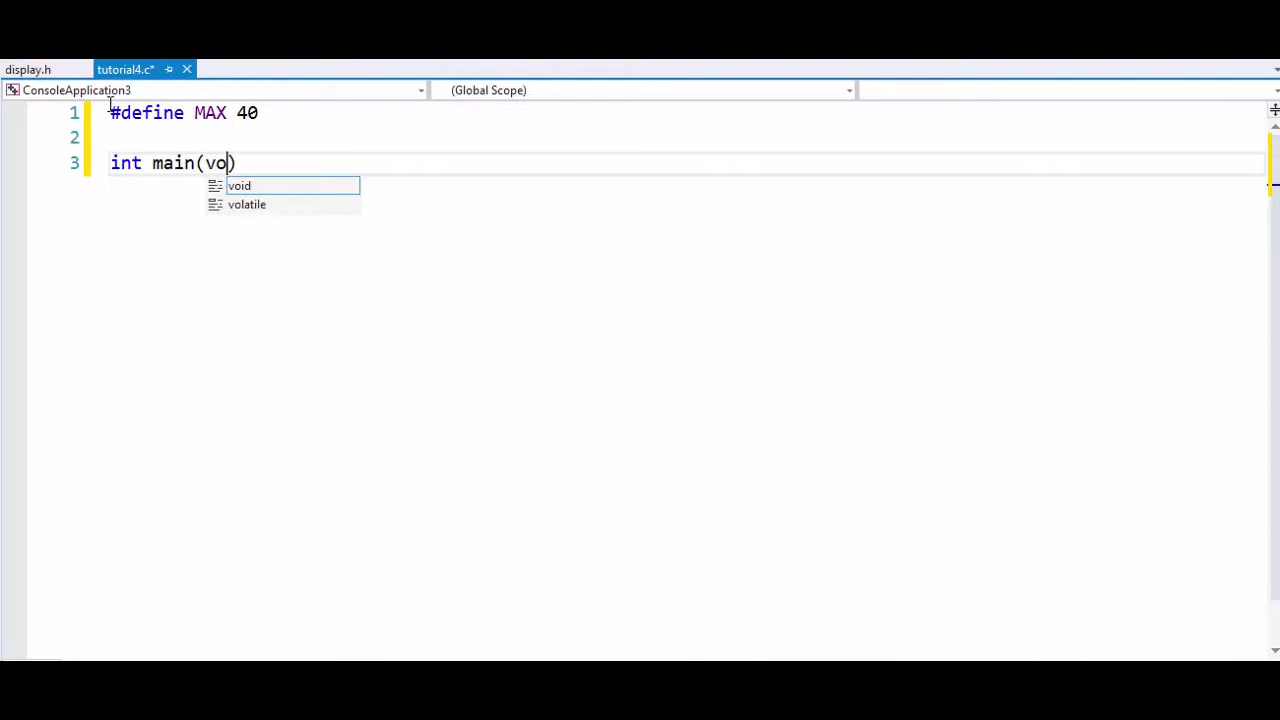 display.h tutorial4.c*
ConsoleApplication3 (Global Scope)
1 #define MAX 40
2
3 int main(vo)
void
volatile